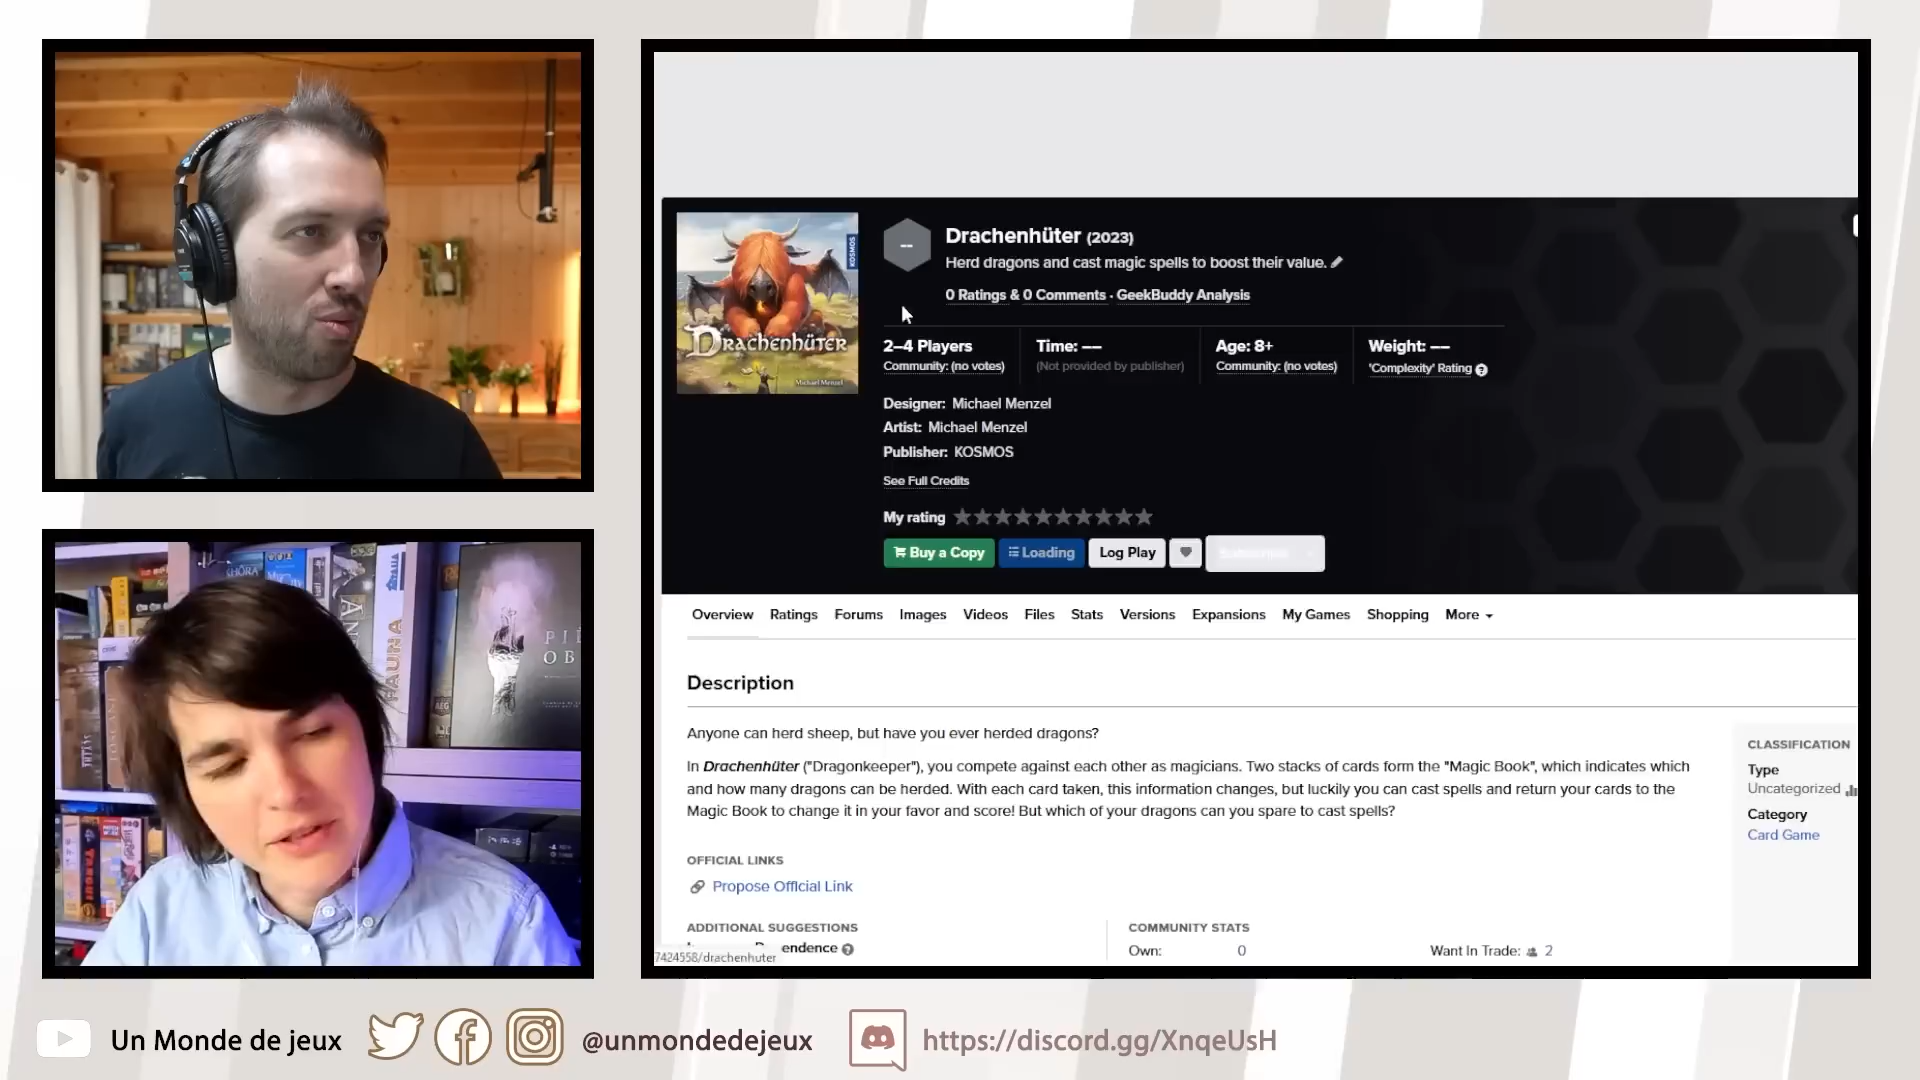 KOSMOS
Drachenhüter
Michael Menzel
--
Drachenhüter (2023)
Herd dragons and cast magic spells to boost their value.
0 Ratings & 0 Comments · GeekBuddy Analysis
2–4 Players
Community: (no votes)
Time: ––
(Not provided by publisher)
Age: 8+
Community: (no votes)
Weight: ––
'Complexity' Rating
Designer: Michael Menzel
Artist: Michael Menzel
Publisher: KOSMOS
See Full Credits
My rating
Buy a Copy
Loading
Log Play
Overview Ratings Forums Images Videos Files Stats Versions Expansions My Games Shopping More
Description
Anyone can herd sheep, but have you ever herded dragons?
In Drachenhüter ("Dragonkeeper"), you compete against each other as magicians. Two stacks of cards form the "Magic Book", which indicates which
and how many dragons can be herded. With each card taken, this information changes, but luckily you can cast spells and return your cards to the
Magic Book to change it in your favor and score! But which of your dragons can you spare to cast spells?
CLASSIFICATION
Type
Uncategorized
Category
Card Game
OFFICIAL LINKS
Propose Official Link
ADDITIONAL SUGGESTIONS
endence
7424558/drachenhuter
COMMUNITY STATS
Own: 0
Want In Trade: 2
KHÔRA
FAUNA
AEG
TOSCANA
PIÈ
OB
Un Monde de jeux
@unmondedejeux
https://discord.gg/XnqeUsH